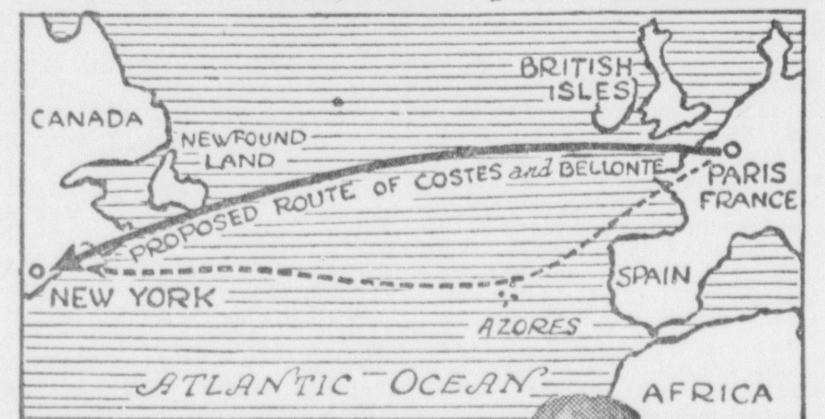 BRITISH
ISLES
CANADA
NEWFOUND
LAND
PROPOSED ROUTE OF COSTES and BELLONTE
PARIS
FRANCE
SPAIN
NEW YORK
AZORES
ATLANTIC OCEAN
AFRICA